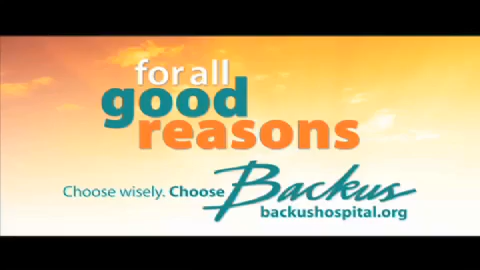 for all
good
reasons
Choose wisely. Choose Backus
backushospital.org